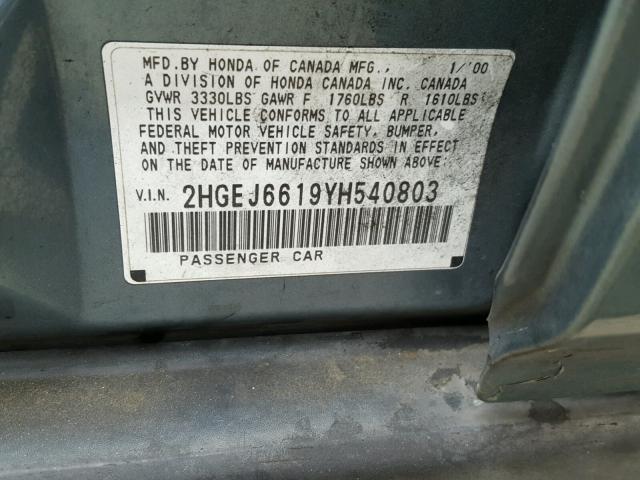 MFD. BY HONDA OF CANADA MFG., 1/'00
A DIVISION OF HONDA CANADA INC. CANADA
GVWR 3330LBS GAWR F 1760LBS R 1610LBS
THIS VEHICLE CONFORMS TO ALL APPLICABLE
FEDERAL MOTOR VEHICLE SAFETY, BUMPER,
AND THEFT PREVENTION STANDARDS IN EFFECT
ON THE DATE OF MANUFACTURE SHOWN ABOVE.
V.I.N. 2HGEJ6619YH540803
PASSENGER CAR